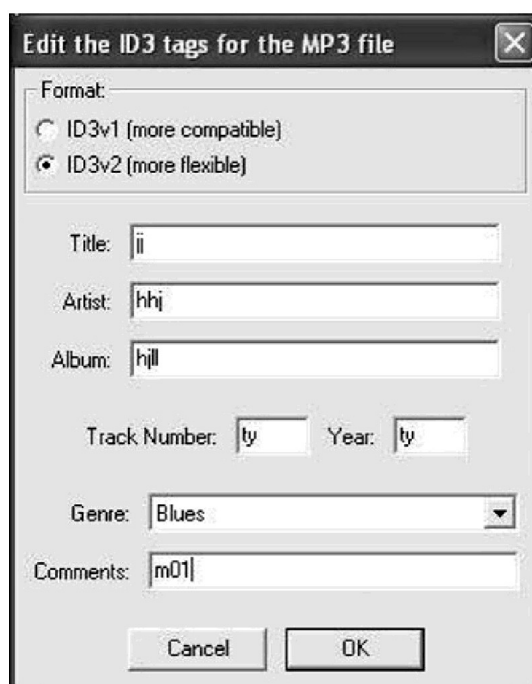 Edit the ID3 tags for the MP3 file
Format:
ID3v1 (more compatible)
ID3v2 (more flexible)
Title: jj
Artist: hhj
Album: hjll
Track Number: ty Year: ty
Genre: Blues
Comments: m01
Cancel OK